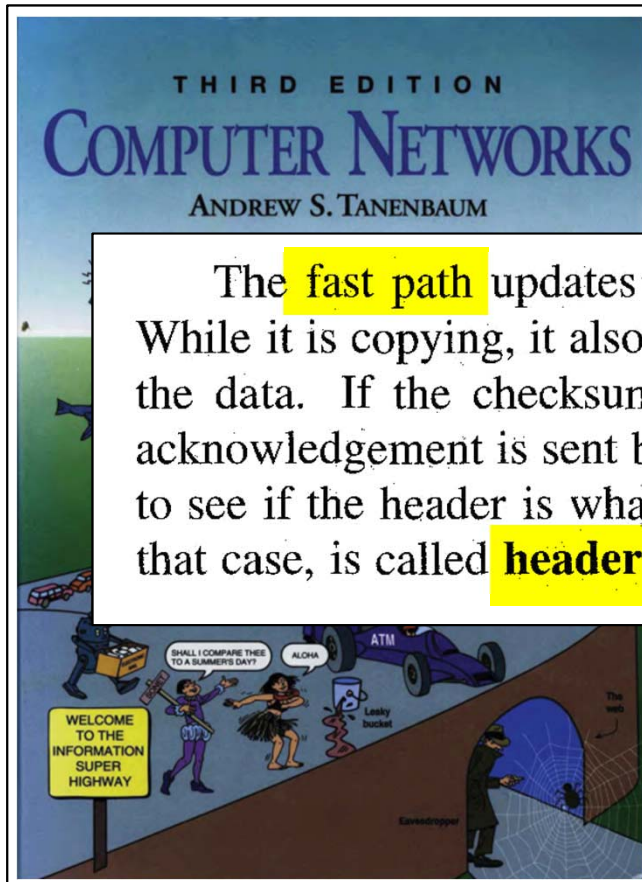 THIRD EDITION
COMPUTER NETWORKS
ANDREW S. TANENBAUM
The fast path updates
While it is copying, it also
the data. If the checksum
acknowledgement is sent
to see if the header is
that case, is called header
SHALL I COMPARE THEE
TO A SUMMER'S DAY?
ALOHA
ATM
Leaky
bucket
The
web
WELCOME
TO THE
INFORMATION
SUPER
HIGHWAY
Eavesdropper